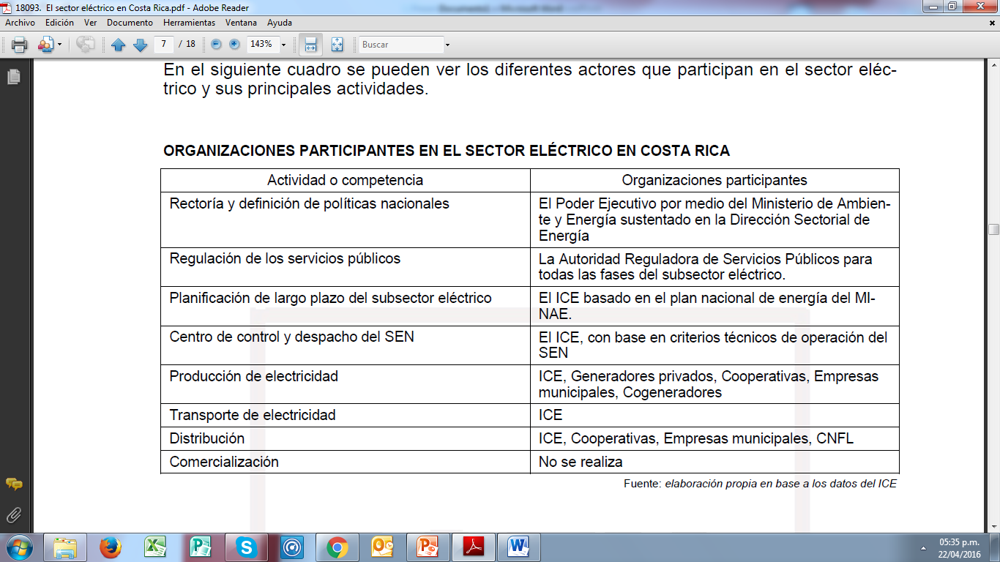 18093. El sector eléctrico en Costa Rica.pdf - Adobe Reader
Archivo Edición Ver Documento Herramientas Ventana Ayuda
7 / 18 143% Buscar
En el siguiente cuadro se pueden ver los diferentes actores que participan en el sector eléc-
trico y sus principales actividades.
ORGANIZACIONES PARTICIPANTES EN EL SECTOR ELÉCTRICO EN COSTA RICA
Actividad o competencia Organizaciones participantes
Rectoría y definición de políticas nacionales El Poder Ejecutivo por medio del Ministerio de Ambien-
te y Energía sustentado en la Dirección Sectorial de
Energía
Regulación de los servicios públicos La Autoridad Reguladora de Servicios Públicos para
todas las fases del subsector eléctrico.
Planificación de largo plazo del subsector eléctrico El ICE basado en el plan nacional de energía del MI-
NAE.
Centro de control y despacho del SEN El ICE, con base en criterios técnicos de operación del
SEN
Producción de electricidad ICE, Generadores privados, Cooperativas, Empresas
municipales, Cogeneradores
Transporte de electricidad ICE
Distribución ICE, Cooperativas, Empresas municipales, CNFL
Comercialización No se realiza
Fuente: elaboración propia en base a los datos del ICE
05:35 p.m.
22/04/2016